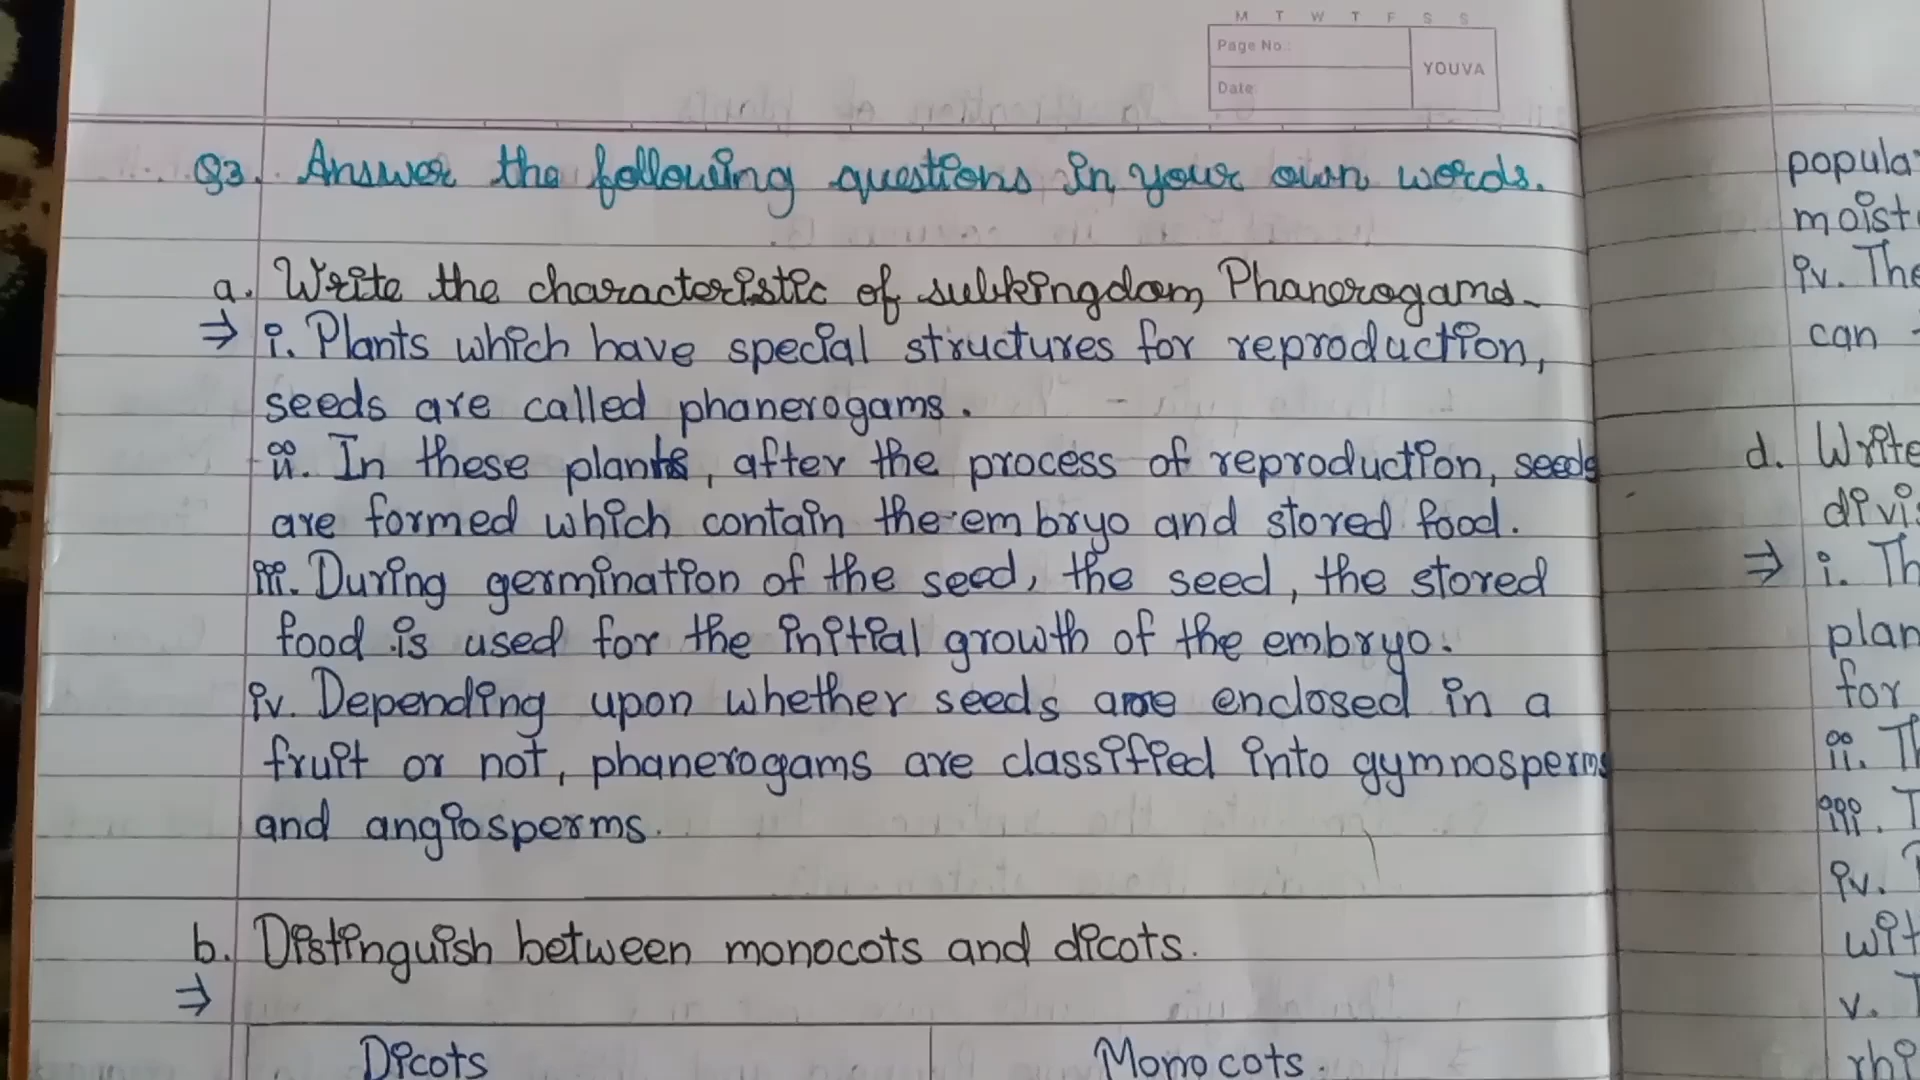 M T W T F S S
Page No.:
YOUVA
Date:
Q3. Answer the following questions in your own words.
a. Write the characteristic of subkingdom Phanerogams.
⇒ i. Plants which have special structures for reproduction,
seeds are called phanerogams.
ii. In these plants, after the process of reproduction, seeds
are formed which contain the embryo and stored food.
iii. During germination of the seed, the seed, the stored
food is used for the initial growth of the embryo.
iv. Depending upon whether seeds are enclosed in a
fruit or not, phanerogams are classified into gymnosperms
and angiosperms.
b. Distinguish between monocots and dicots.
⇒
Dicots Monocots.
popula
moist
iv. The
can
d. Write
divi
⇒ i. Th
plan
for
ii. Th
iii. T
iv.
wit
v. T
rhi